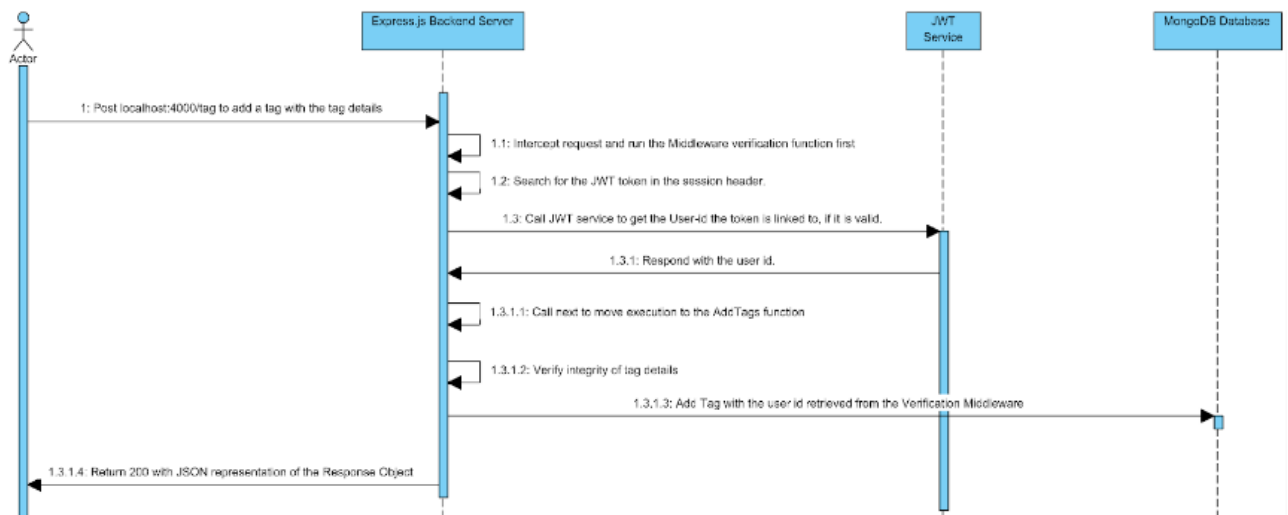 Actor
Express.js Backend Server
JWT
Service
MongoDB Database
1: Post localhost:4000/tag to add a tag with the tag details
1.1: Intercept request and run the Middleware verification function first
1.2: Search for the JWT token in the session header.
1.3: Call JWT service to get the User-id the token is linked to, if it is valid.
1.3.1: Respond with the user id.
1.3.1.1: Call next to move execution to the AddTags function
1.3.1.2: Verify integrity of tag details
1.3.1.3: Add Tag with the user id retrieved from the Verification Middleware
1.3.1.4: Return 200 with JSON representation of the Response Object